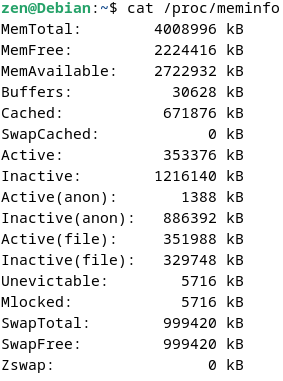 zen@Debian:~$ cat /proc/meminfo
MemTotal:        4008996 kB
MemFree:         2224416 kB
MemAvailable:    2722932 kB
Buffers:           30628 kB
Cached:           671876 kB
SwapCached:            0 kB
Active:           353376 kB
Inactive:        1216140 kB
Active(anon):       1388 kB
Inactive(anon):   886392 kB
Active(file):     351988 kB
Inactive(file):   329748 kB
Unevictable:        5716 kB
Mlocked:            5716 kB
SwapTotal:        999420 kB
SwapFree:         999420 kB
Zswap:                 0 kB